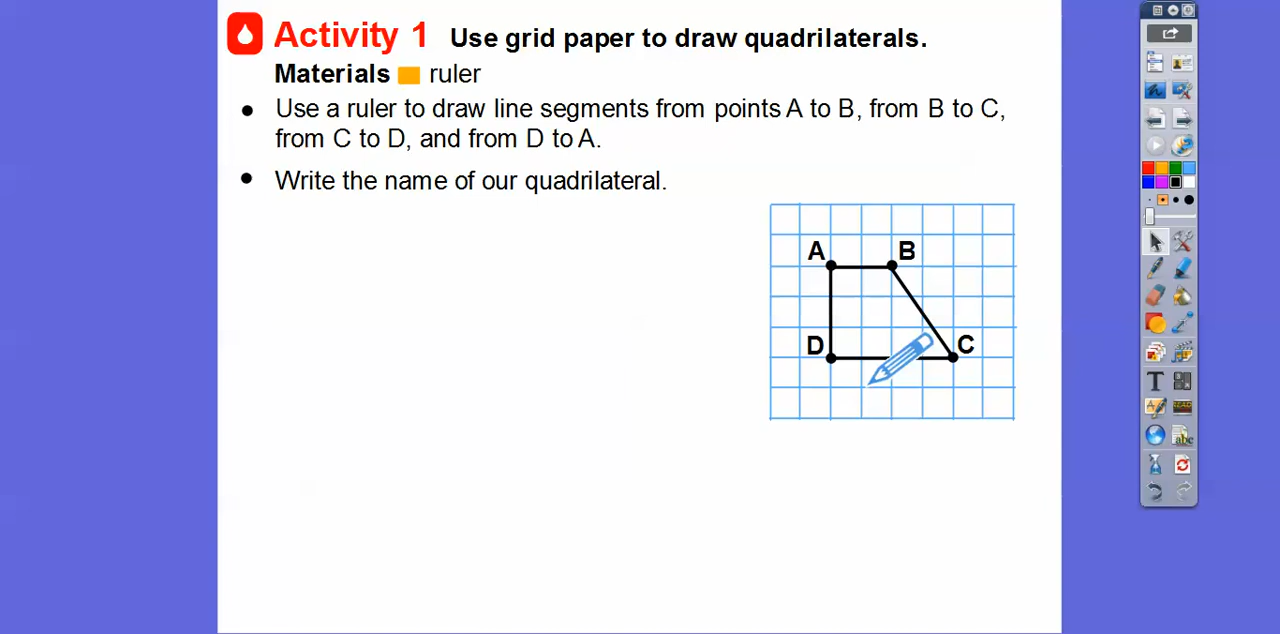 Activity 1 Use grid paper to draw quadrilaterals.
Materials ruler
• Use a ruler to draw line segments from points A to B, from B to C,
from C to D, and from D to A.
• Write the name of our quadrilateral.
A B
D C
T
abc